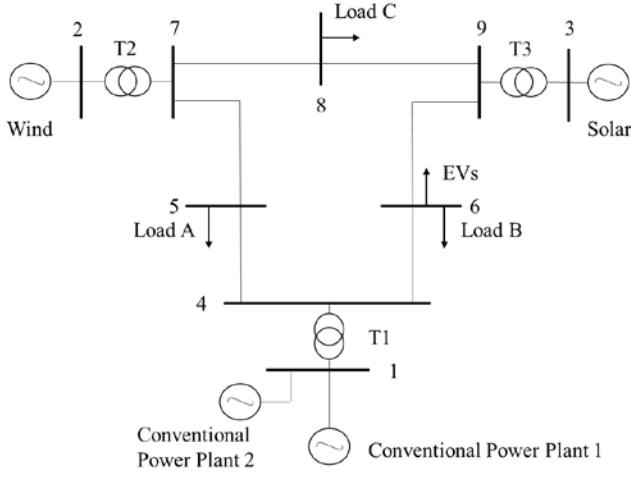 Load C
2
7
9
3
T2
T3
8
Wind
Solar
EVs
5
6
Load A
Load B
4
T1
1
Conventional
Power Plant 2
Conventional Power Plant 1